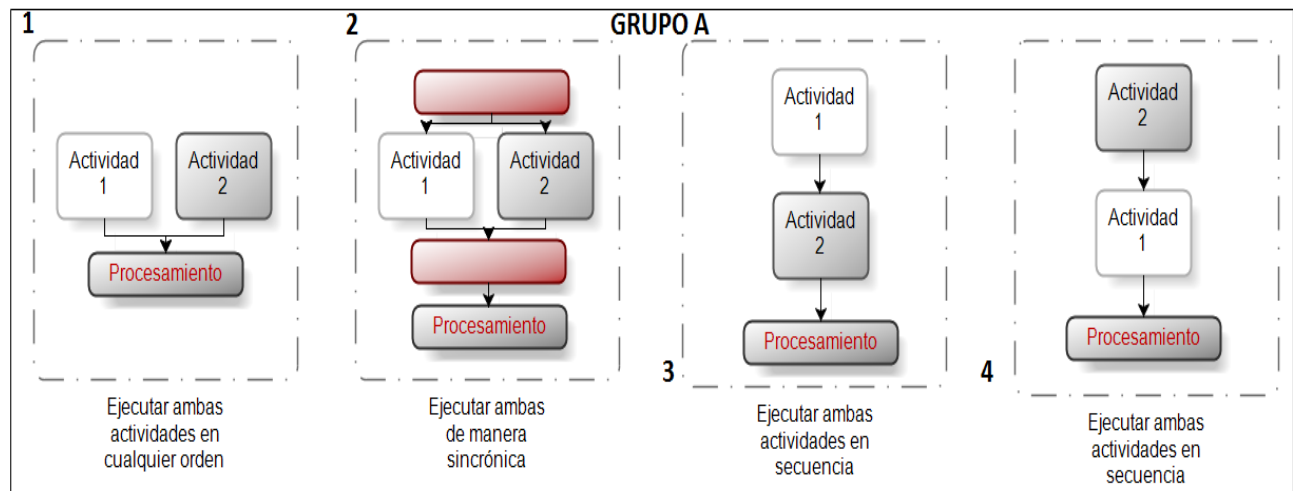 GRUPO A
1
Actividad
1
Actividad
2
Procesamiento
Ejecutar ambas
actividades en
cualquier orden
2
Actividad
1
Actividad
2
Procesamiento
Ejecutar ambas
de manera
sincrónica
3
Actividad
1
Actividad
2
Procesamiento
Ejecutar ambas
actividades en
secuencia
4
Actividad
2
Actividad
1
Procesamiento
Ejecutar ambas
actividades en
secuencia